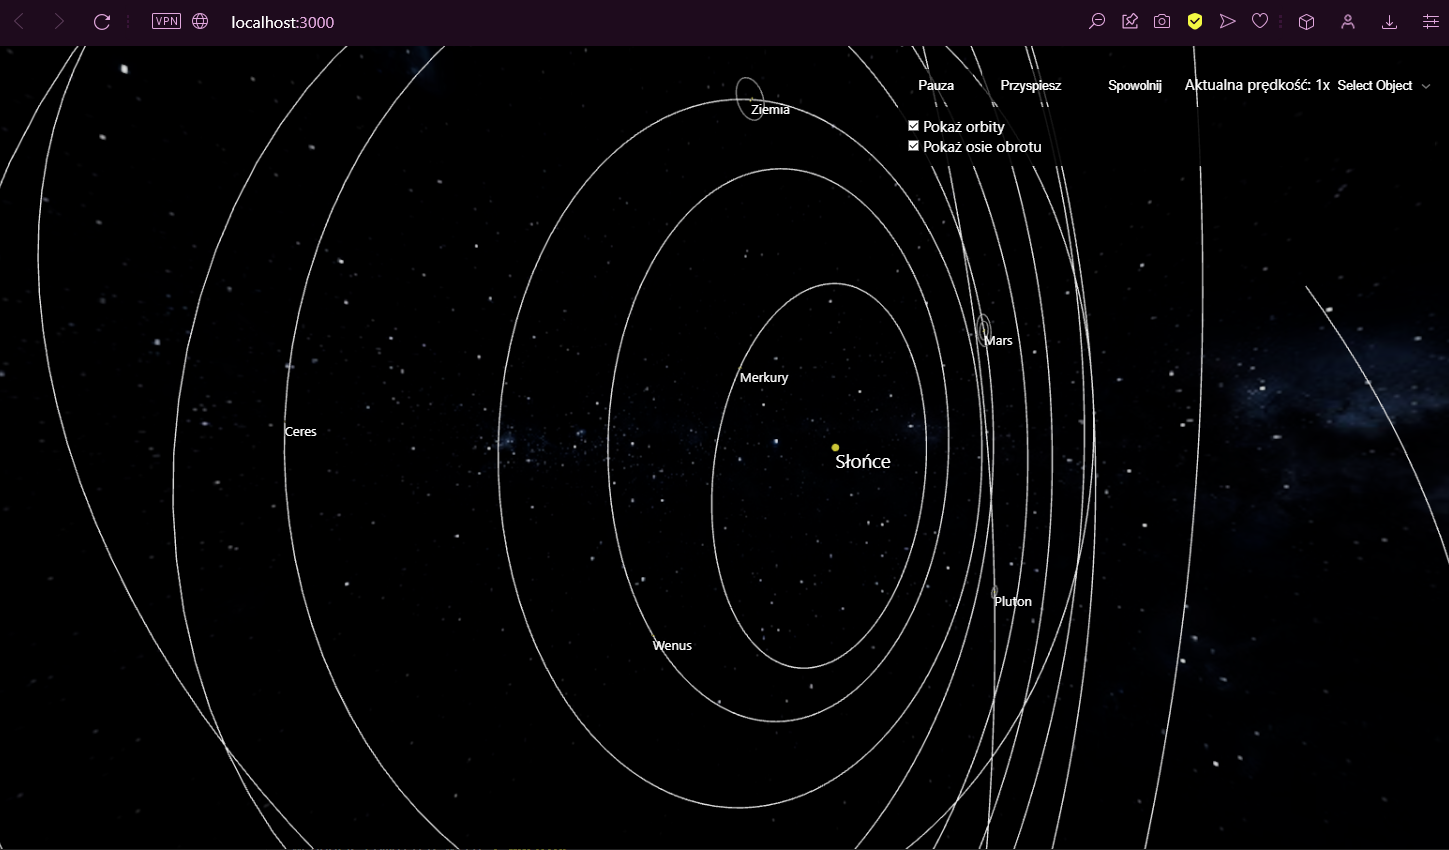 VPN
localhost:3000
Pauza
Przyspiesz
Spowolnij
Aktualna prędkość: 1x
Select Object
Pokaż orbity
Pokaż osie obrotu
Ziemia
Mars
Merkury
Ceres
Słońce
Pluton
Wenus